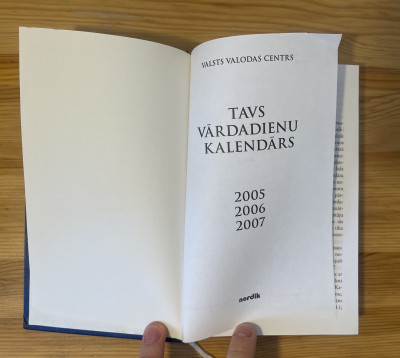 VALSTS VALODAS CENTRS
TAVS
VĀRDADIENU
KALENDĀRS
2005
2006
2007
nordik